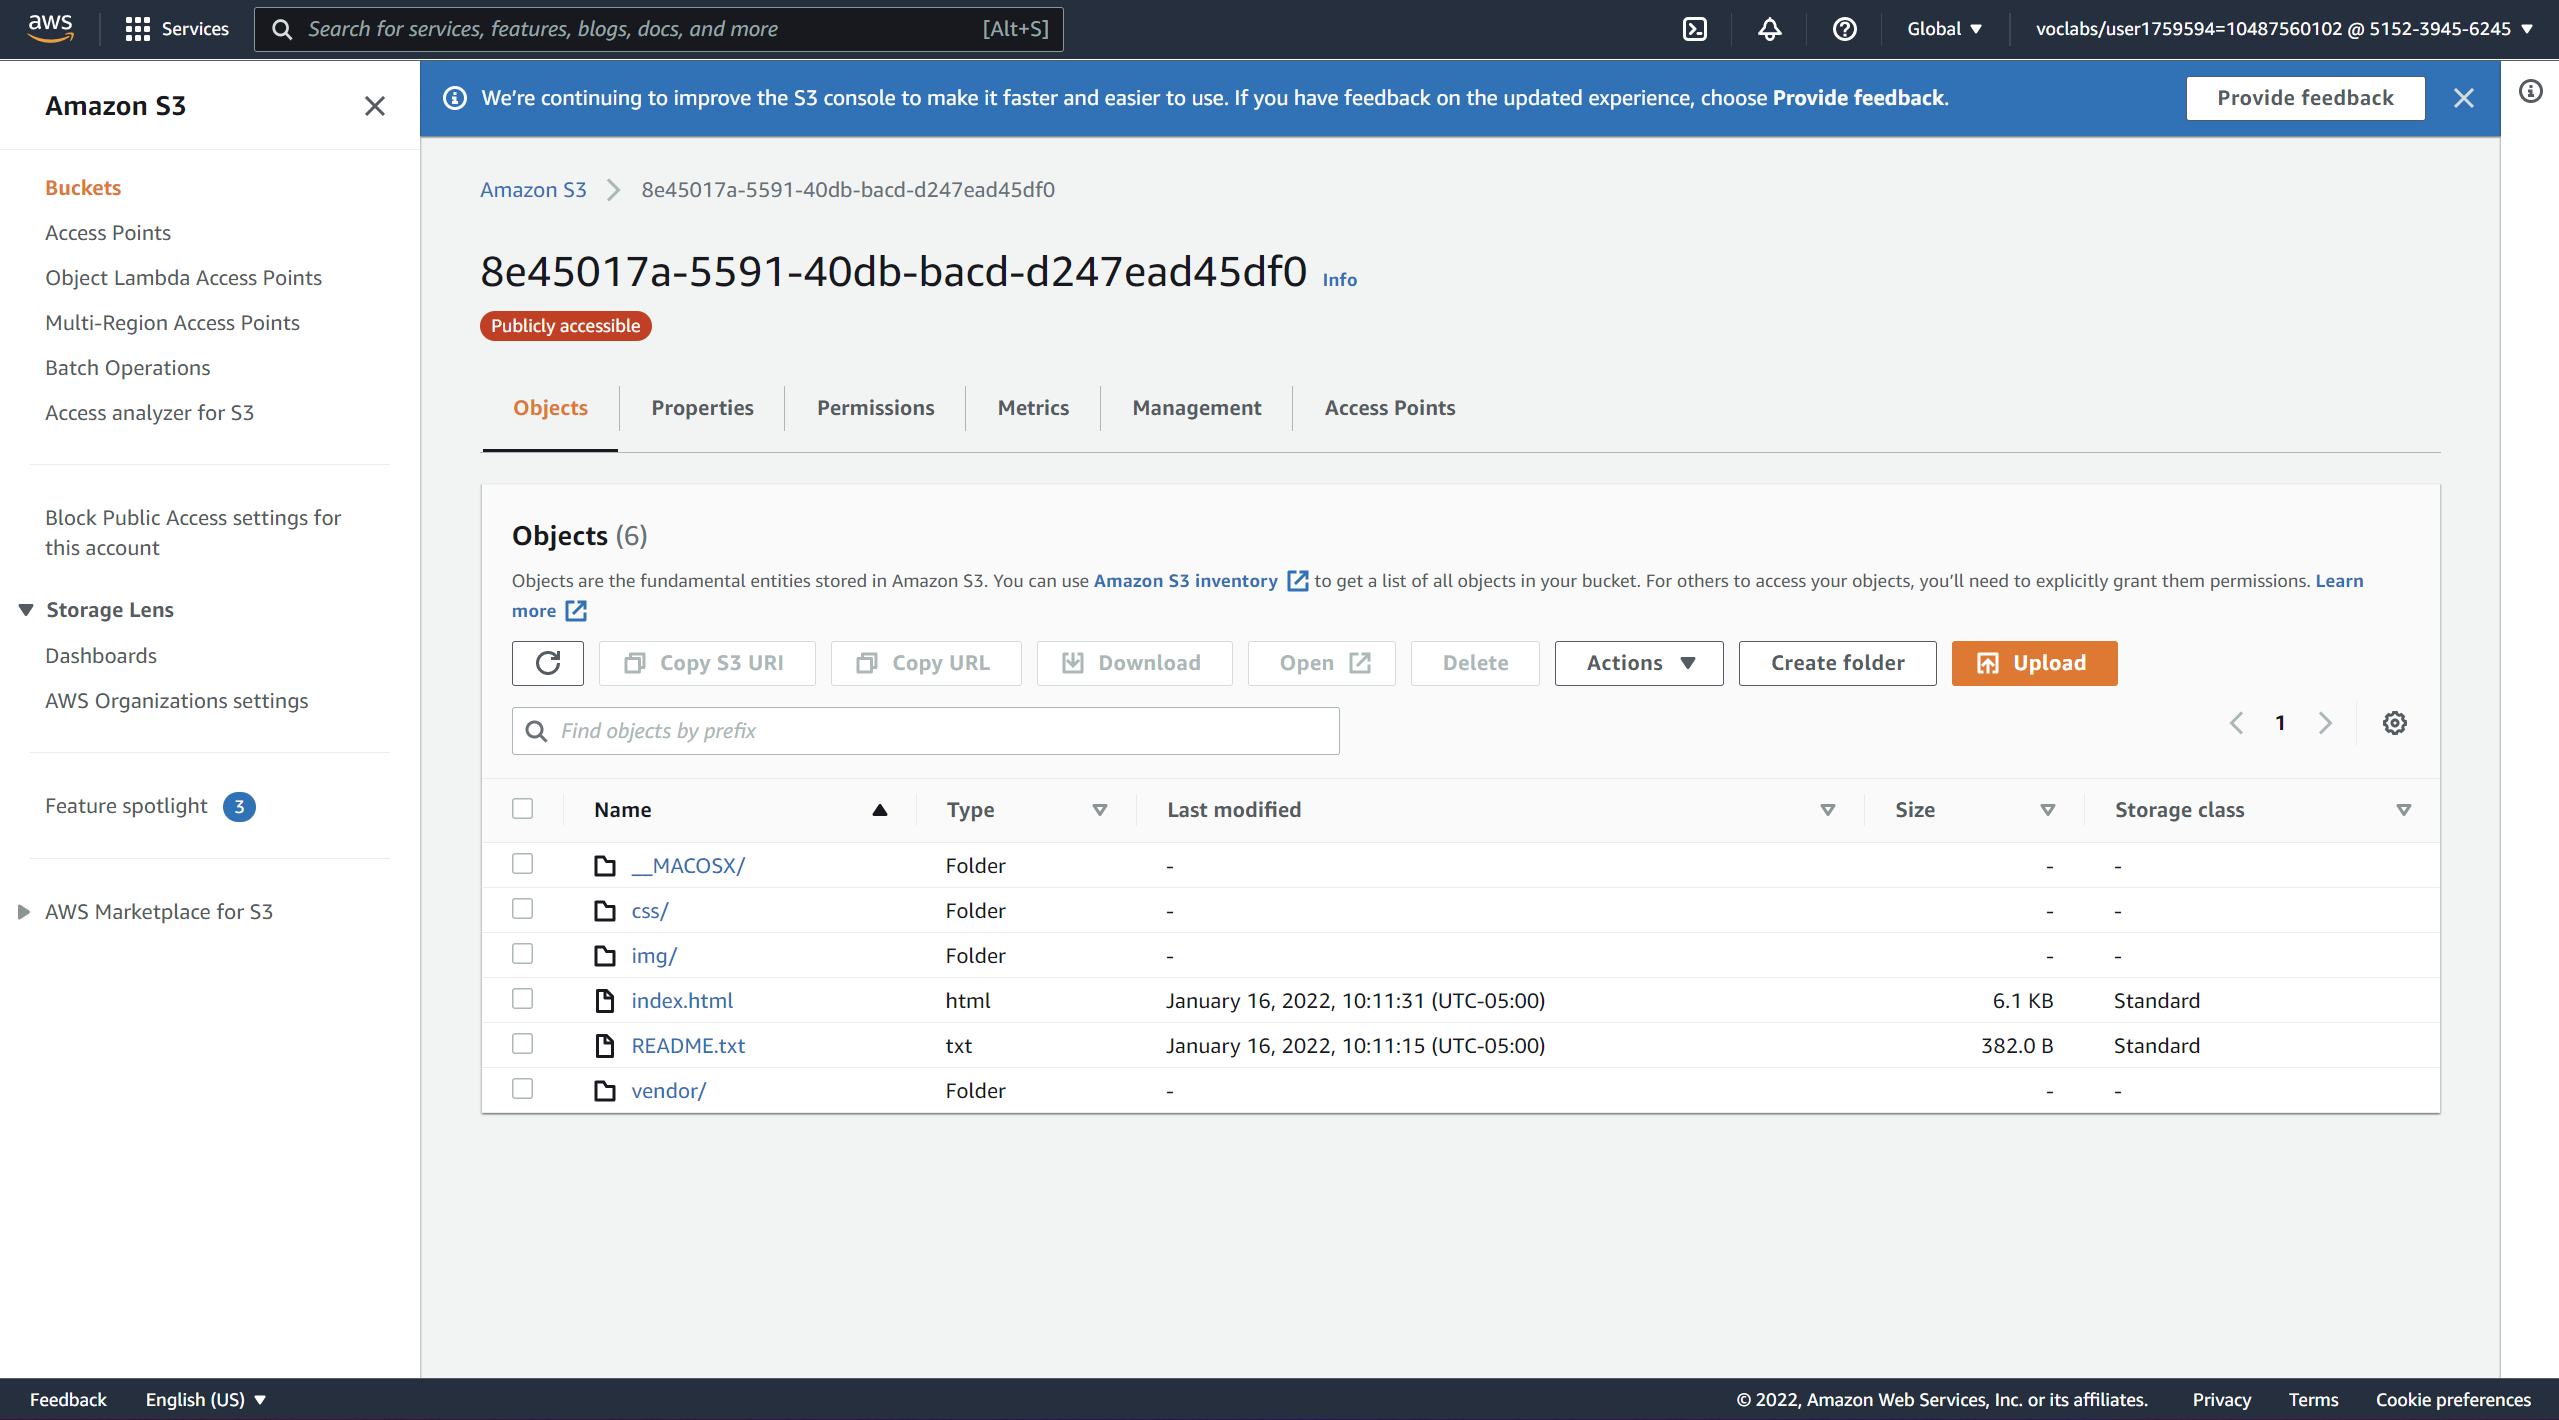 aws
Services
Search for services, features, blogs, docs, and more [Alt+S]
Global
voclabs/user1759594=10487560102 @ 5152-3945-6245
Amazon S3
Buckets
Access Points
Object Lambda Access Points
Multi-Region Access Points
Batch Operations
Access analyzer for S3
Block Public Access settings for
this account
Storage Lens
Dashboards
AWS Organizations settings
Feature spotlight 3
AWS Marketplace for S3
We're continuing to improve the S3 console to make it faster and easier to use. If you have feedback on the updated experience, choose Provide feedback.
Provide feedback
Amazon S3 8e45017a-5591-40db-bacd-d247ead45df0
8e45017a-5591-40db-bacd-d247ead45df0 Info
Publicly accessible
Objects Properties Permissions Metrics Management Access Points
Objects (6)
Objects are the fundamental entities stored in Amazon S3. You can use Amazon S3 inventory to get a list of all objects in your bucket. For others to access your objects, you'll need to explicitly grant them permissions. Learn
more
Copy S3 URI Copy URL Download Open Delete Actions Create folder Upload
Find objects by prefix
1
Name Type Last modified Size Storage class
__MACOSX/ Folder - - -
css/ Folder - - -
img/ Folder - - -
index.html html January 16, 2022, 10:11:31 (UTC-05:00) 6.1 KB Standard
README.txt txt January 16, 2022, 10:11:15 (UTC-05:00) 382.0 B Standard
vendor/ Folder - - -
Feedback English (US)
© 2022, Amazon Web Services, Inc. or its affiliates. Privacy Terms Cookie preferences